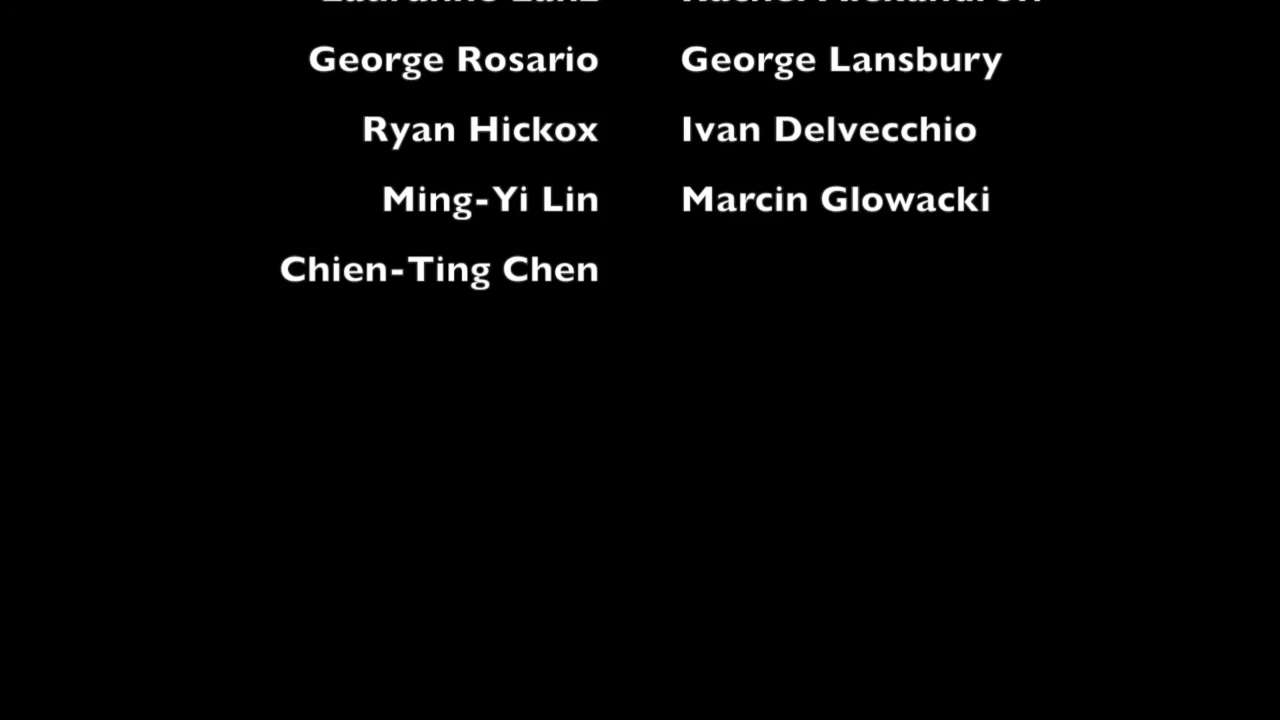 George Rosario George Lansbury
Ryan Hickox Ivan Delvecchio
Ming-Yi Lin Marcin Glowacki
Chien-Ting Chen